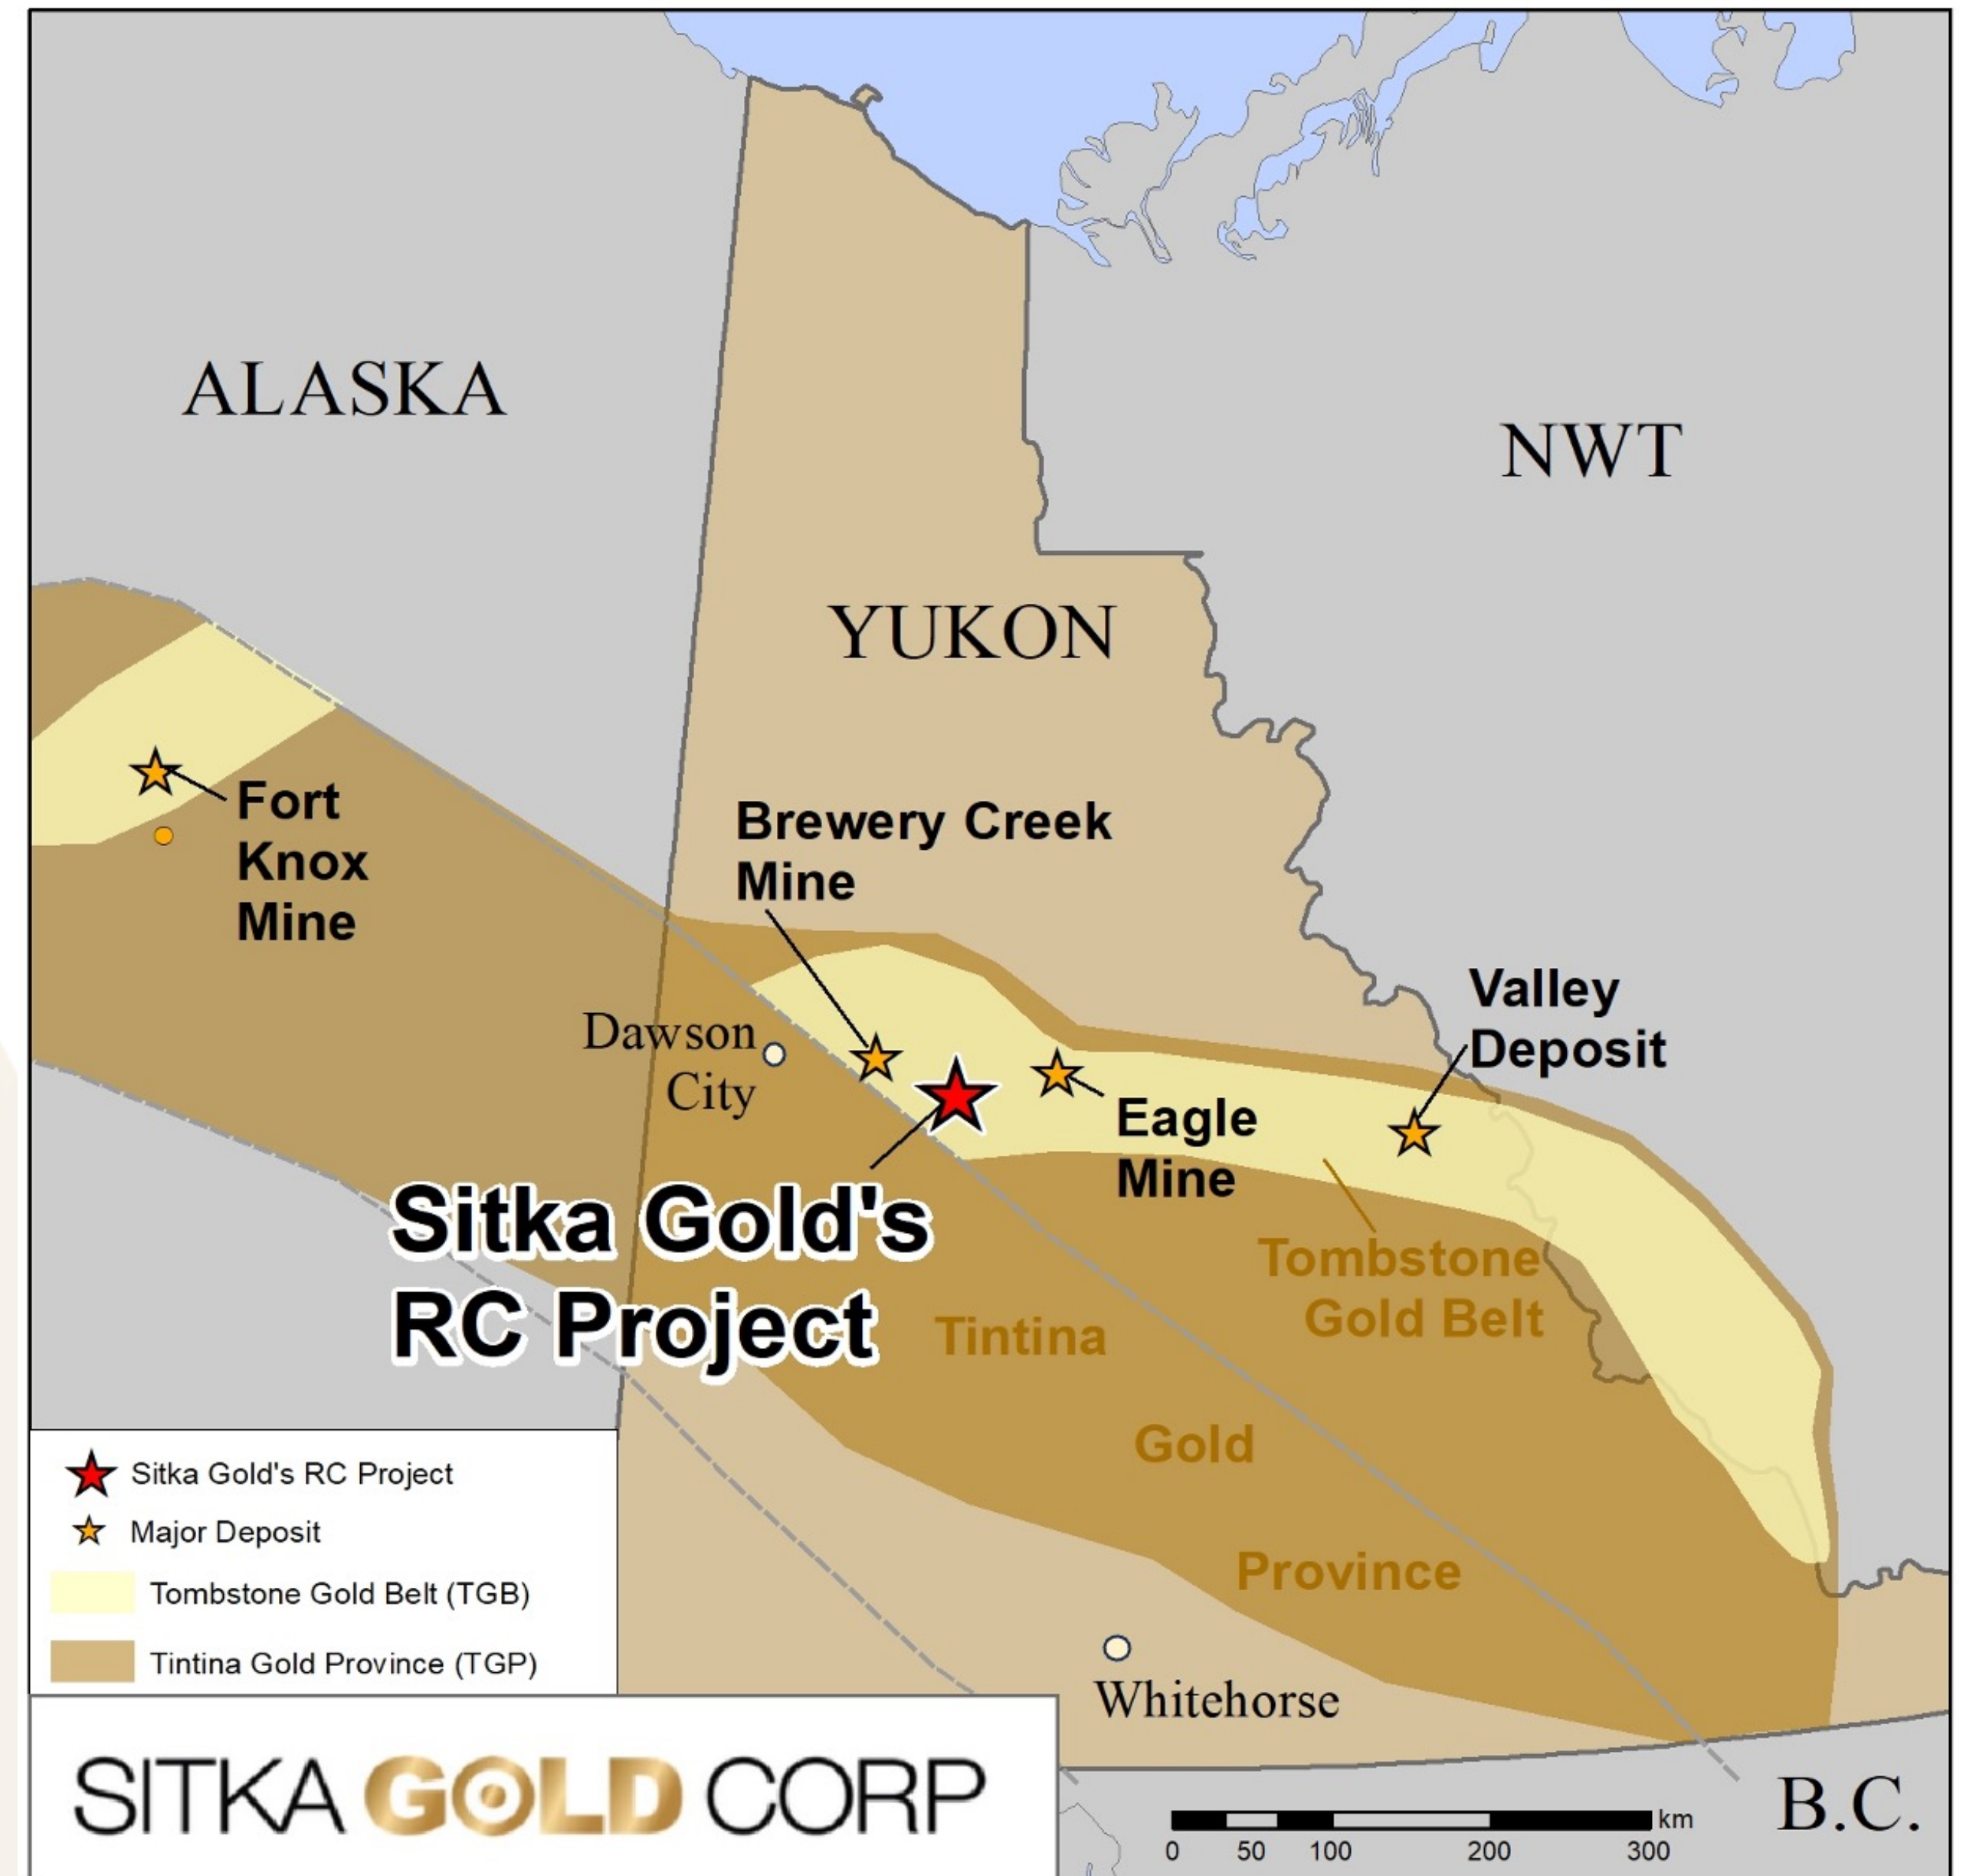 ALASKA
NWT
YUKON
Fort
Knox
Mine
Brewery Creek
Mine
Valley
Deposit
Dawson
City
Eagle
Mine
Sitka Gold's
RC Project
Tombstone
Gold Belt
Tintina
Gold
Province
Whitehorse
B.C.
Sitka Gold's RC Project
Major Deposit
Tombstone Gold Belt (TGB)
Tintina Gold Province (TGP)
SITKA GOLD CORP
km
0 50 100 200 300